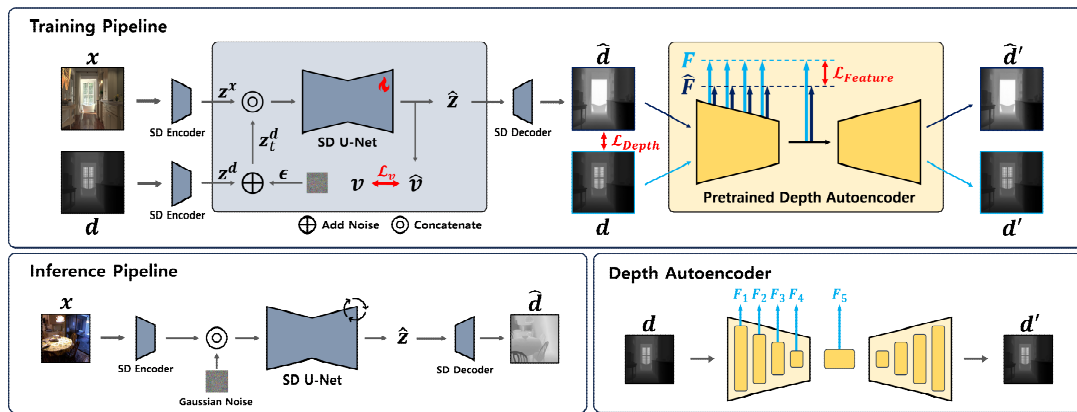 Training Pipeline
x
SD Encoder
z^x
d
SD Encoder
z^d
z_t^d
ϵ
SD U-Net
ẑ
v
ℒ_v
v̂
Add Noise
Concatenate
SD Decoder
d̂
ℒ_Depth
d
F
F̂
ℒ_Feature
Pretrained Depth Autoencoder
d̂′
d′
Inference Pipeline
x
SD Encoder
Gaussian Noise
SD U-Net
ẑ
SD Decoder
d̂
Depth Autoencoder
d
F_1 F_2 F_3 F_4 F_5
d′